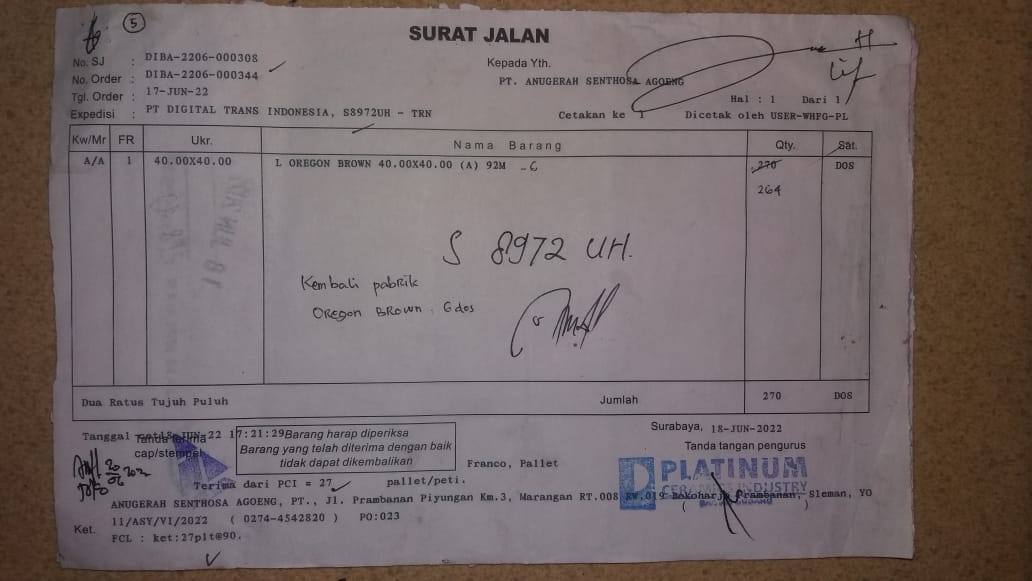 5
SURAT JALAN
No. SJ : DIBA-2206-000308
Kepada Yth.
No. Order : DIBA-2206-000344
PT. ANUGERAH SENTHOSA AGOENG
Tgl. Order : 17-JUN-22
Hal : 1 Dari 1
Expedisi : PT DIGITAL TRANS INDONESIA, S8972UH - TRN
Cetakan ke 1 Dicetak oleh USER-WHFG-PL
Kw/Mr FR Ukr. Nama Barang Qty. Sat.
A/A 1 40.00X40.00 L OREGON BROWN 40.00X40.00 (A) 92M -6 270 DOS
264
S 8972 UH.
Kembali pabrik
OREGON BROWN : 6 dos
Dua Ratus Tujuh Puluh Jumlah 270 DOS
Surabaya, 18-JUN-2022
Tanggal 17:21:29
Tanda terima
cap/stempel
Barang harap diperiksa
Barang yang telah diterima dengan baik
tidak dapat dikembalikan
Tanda tangan pengurus
Franco, Pallet
PLATINUM
CERAMICS INDUSTRY
20/06 2022
Terima dari PCI = 27 pallet/peti.
ANUGERAH SENTHOSA AGOENG, PT., Jl. Prambanan Piyungan Km.3, Marangan RT.008 RW.019 Bokoharjo Prambanan, Sleman, YO
11/ASY/VI/2022 ( 0274-4542820 ) PO:023
Ket.
FCL : ket:27plt@90.